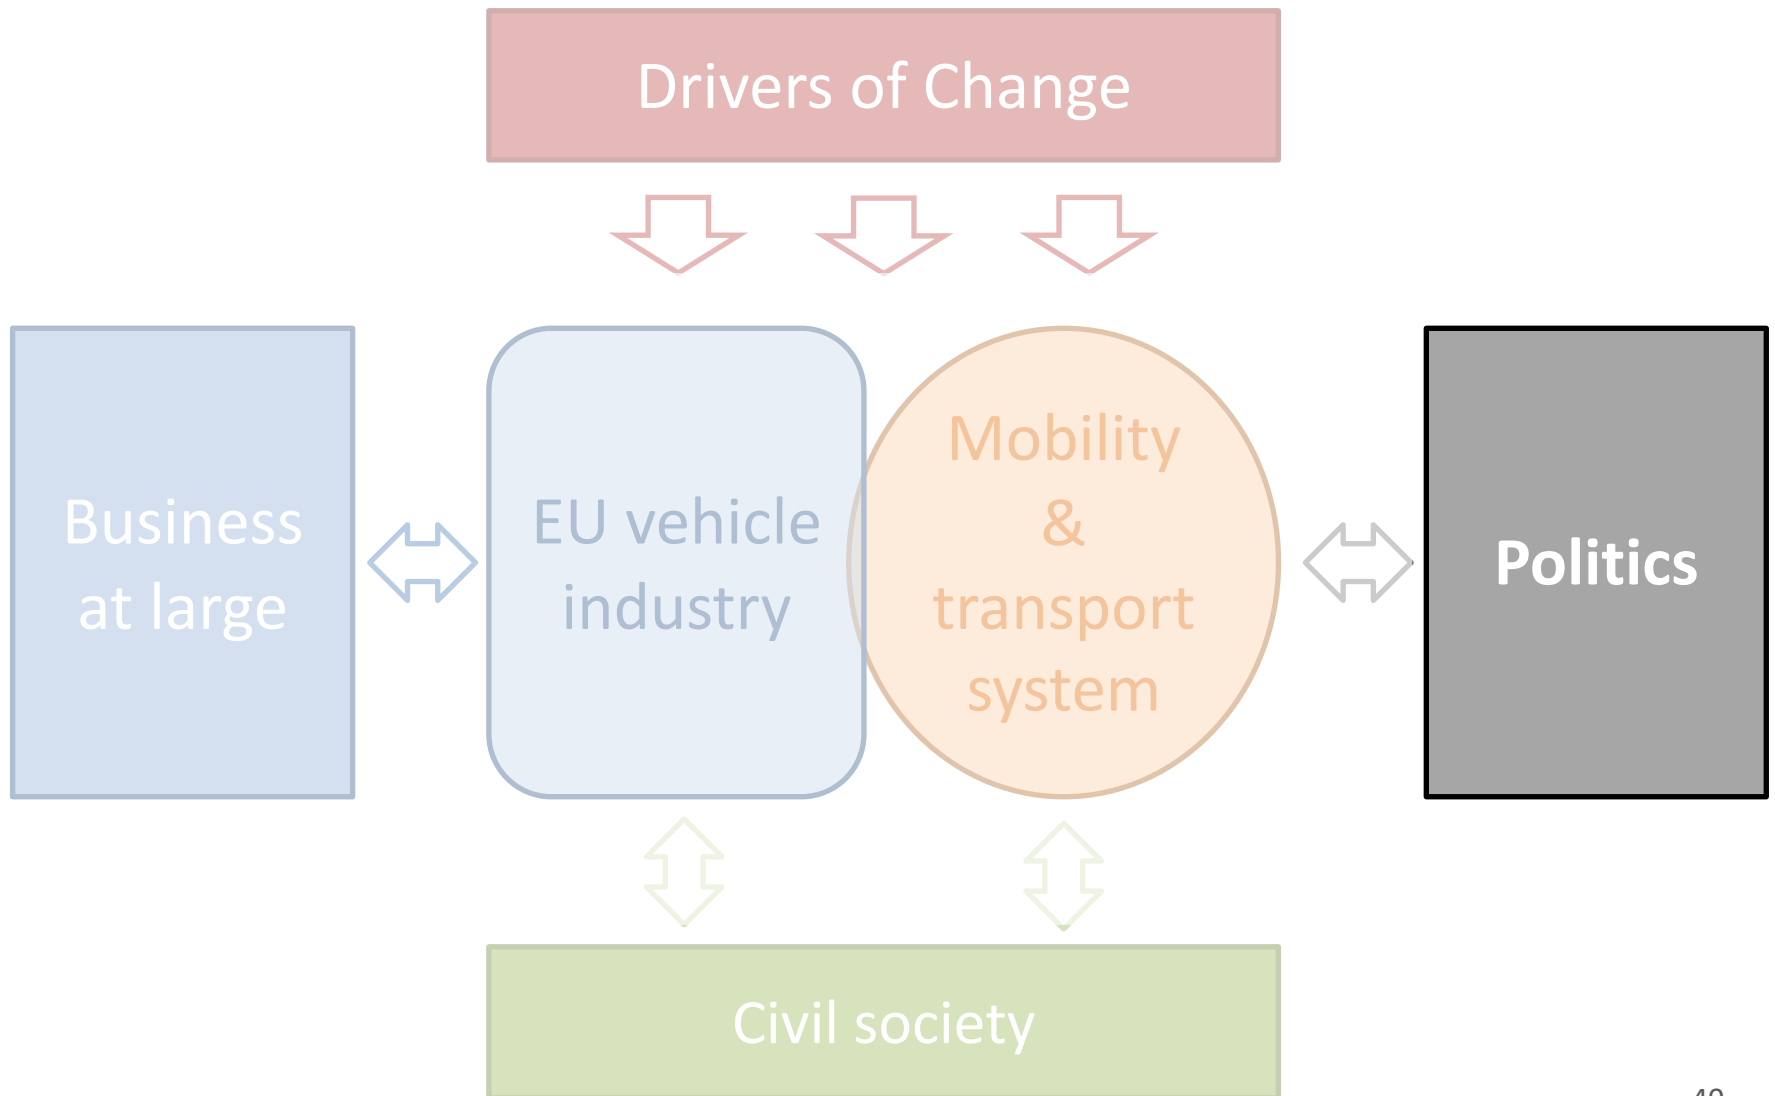 Drivers of Change
Business
at large
EU vehicle
industry
Mobility
&
transport
system
Politics
Civil society